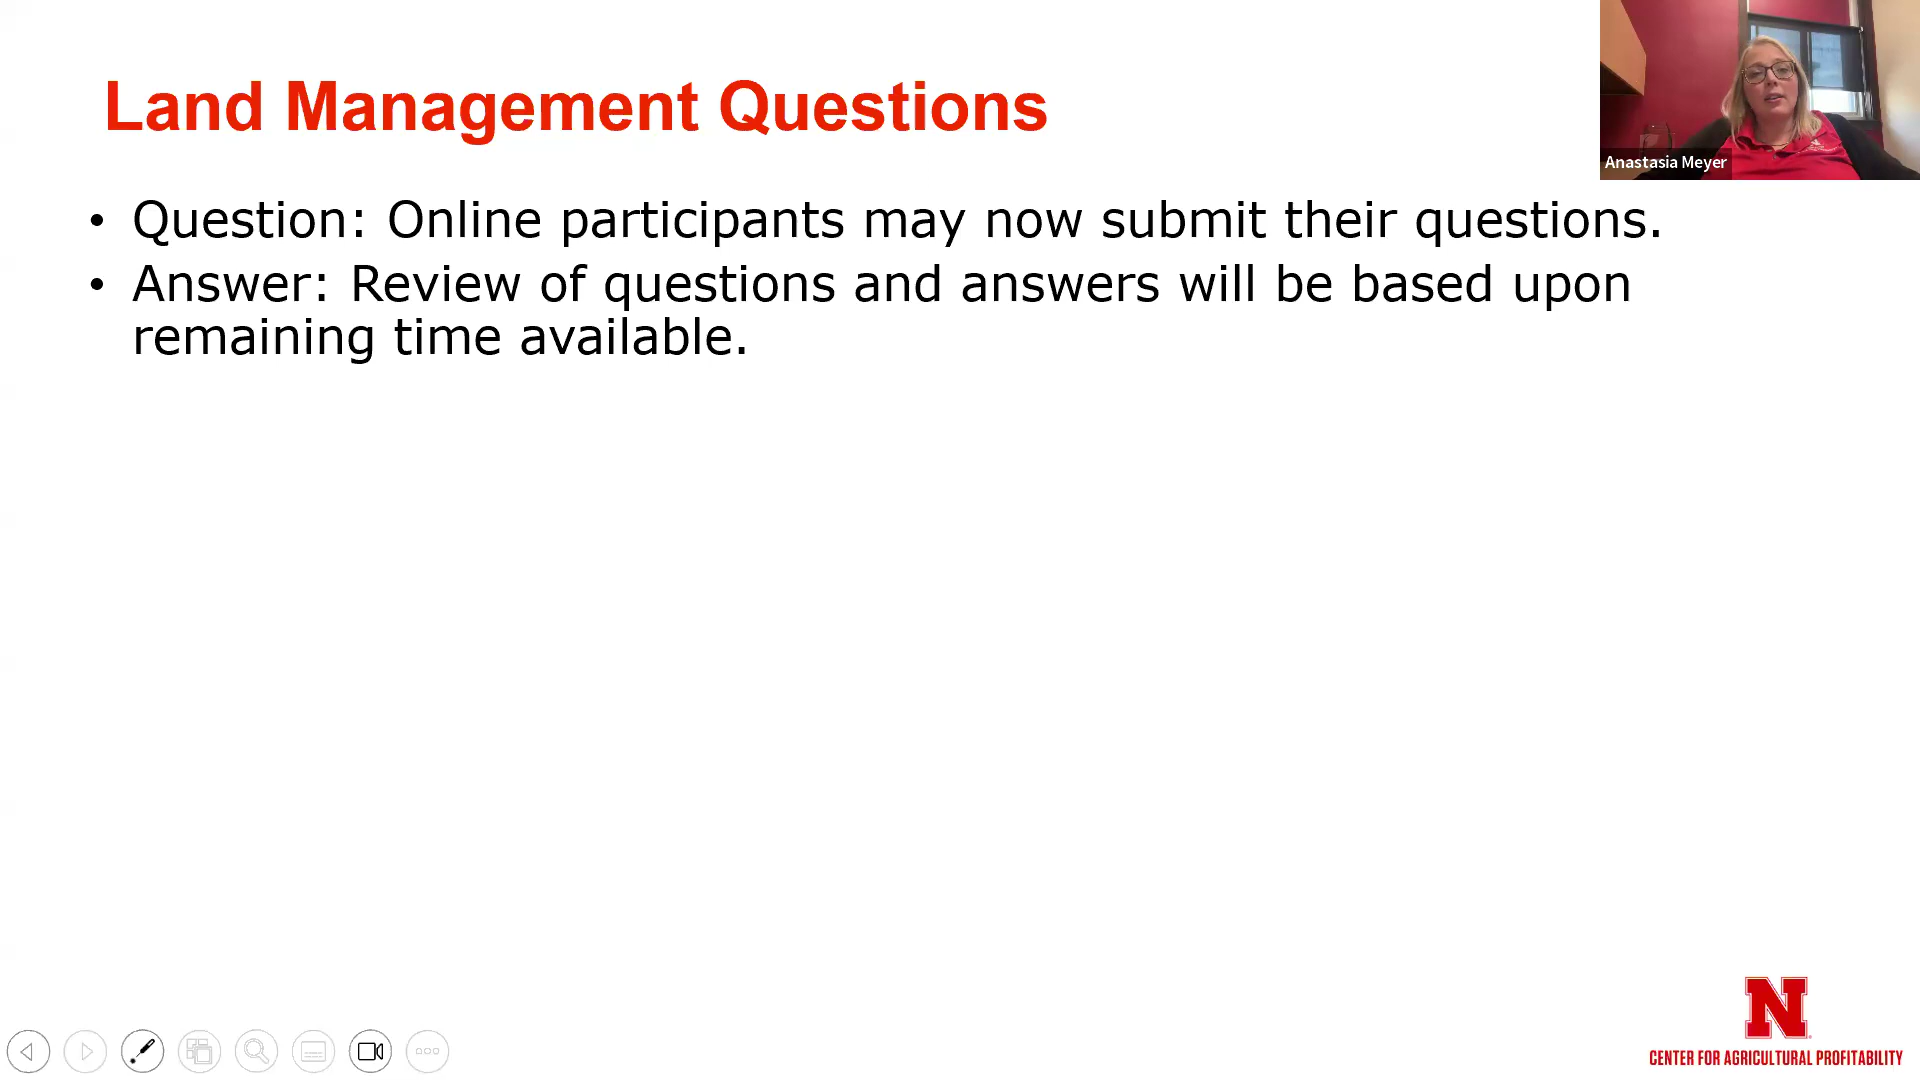 Land Management Questions
Anastasia Meyer
• Question: Online participants may now submit their questions.
• Answer: Review of questions and answers will be based upon
remaining time available.
N
CENTER FOR AGRICULTURAL PROFITABILITY